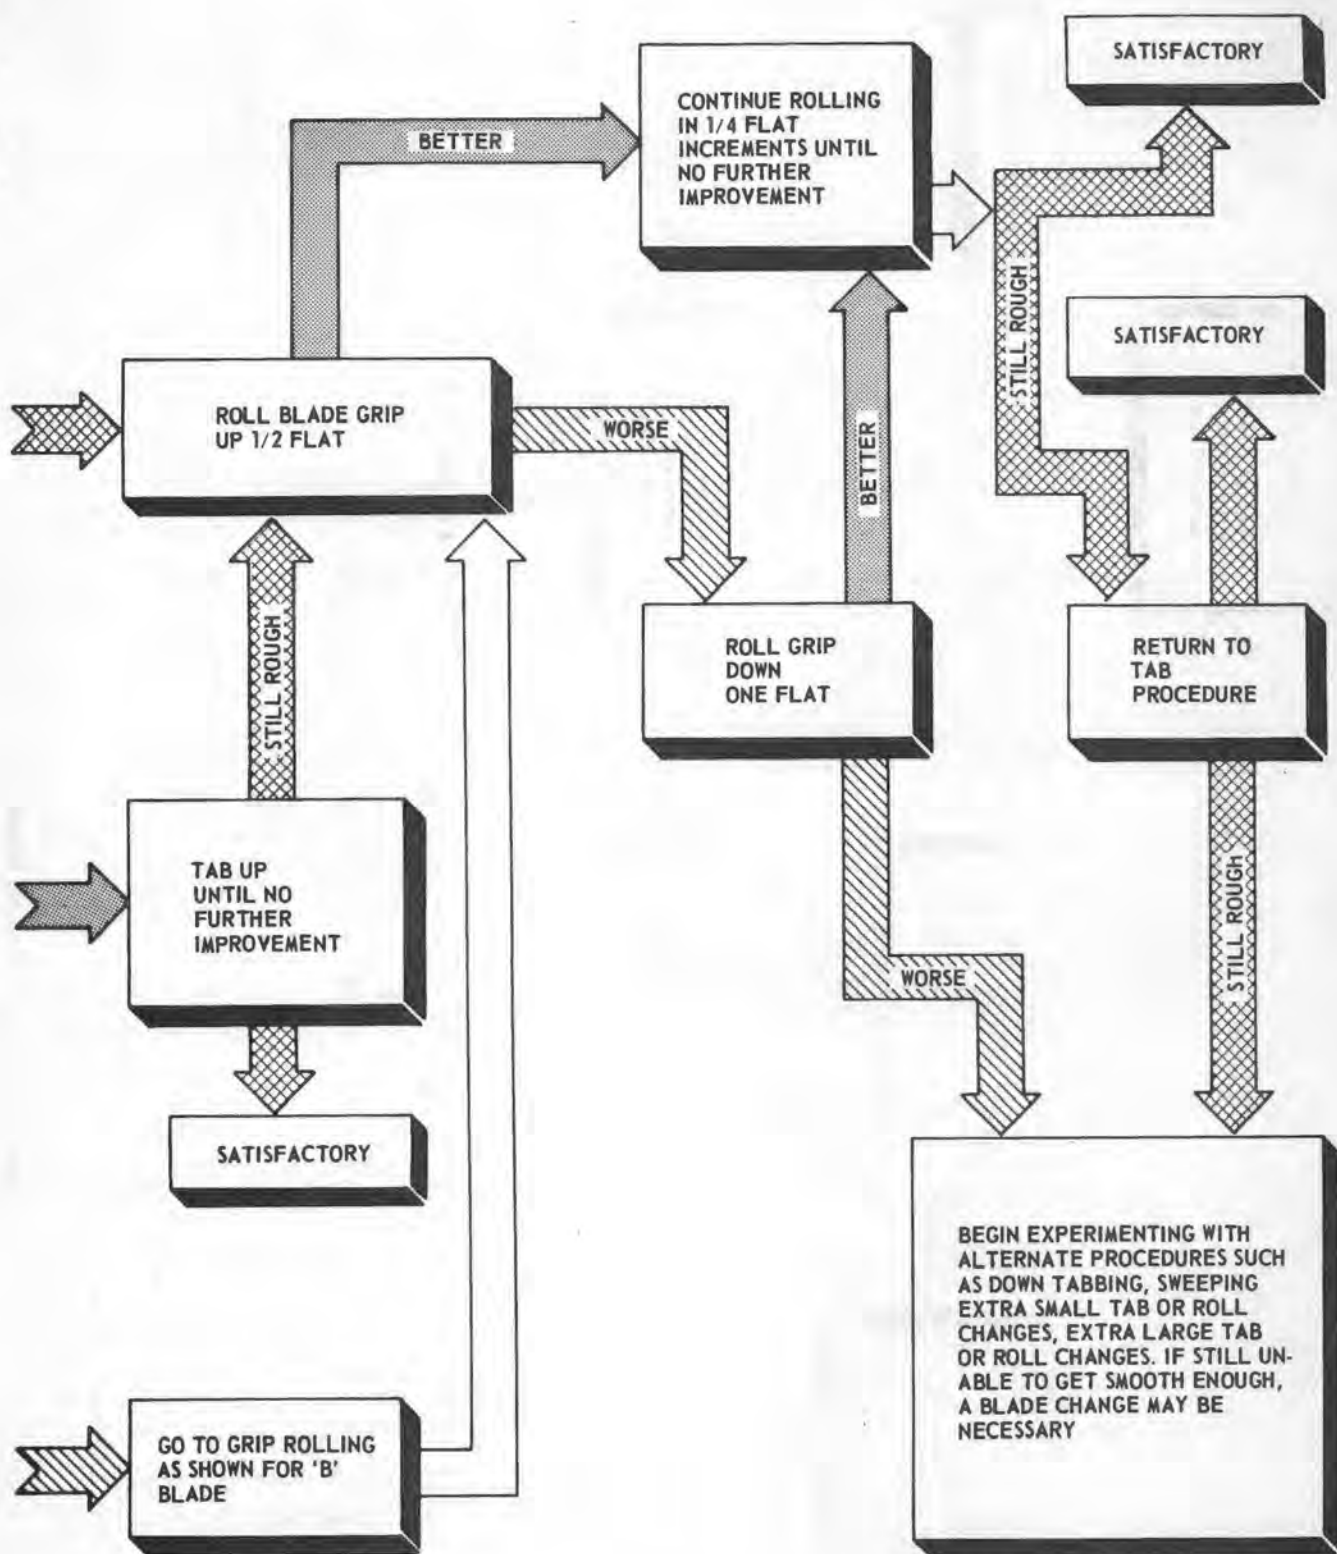 SATISFACTORY
CONTINUE ROLLING
IN 1/4 FLAT
INCREMENTS UNTIL
NO FURTHER
IMPROVEMENT
BETTER
STILL ROUGH
SATISFACTORY
ROLL BLADE GRIP
UP 1/2 FLAT
WORSE
BETTER
ROLL GRIP
DOWN
ONE FLAT
RETURN TO
TAB
PROCEDURE
STILL ROUGH
TAB UP
UNTIL NO
FURTHER
IMPROVEMENT
WORSE
STILL ROUGH
SATISFACTORY
BEGIN EXPERIMENTING WITH
ALTERNATE PROCEDURES SUCH
AS DOWN TABBING, SWEEPING
EXTRA SMALL TAB OR ROLL
CHANGES, EXTRA LARGE TAB
OR ROLL CHANGES. IF STILL UN-
ABLE TO GET SMOOTH ENOUGH,
A BLADE CHANGE MAY BE
NECESSARY
GO TO GRIP ROLLING
AS SHOWN FOR 'B'
BLADE